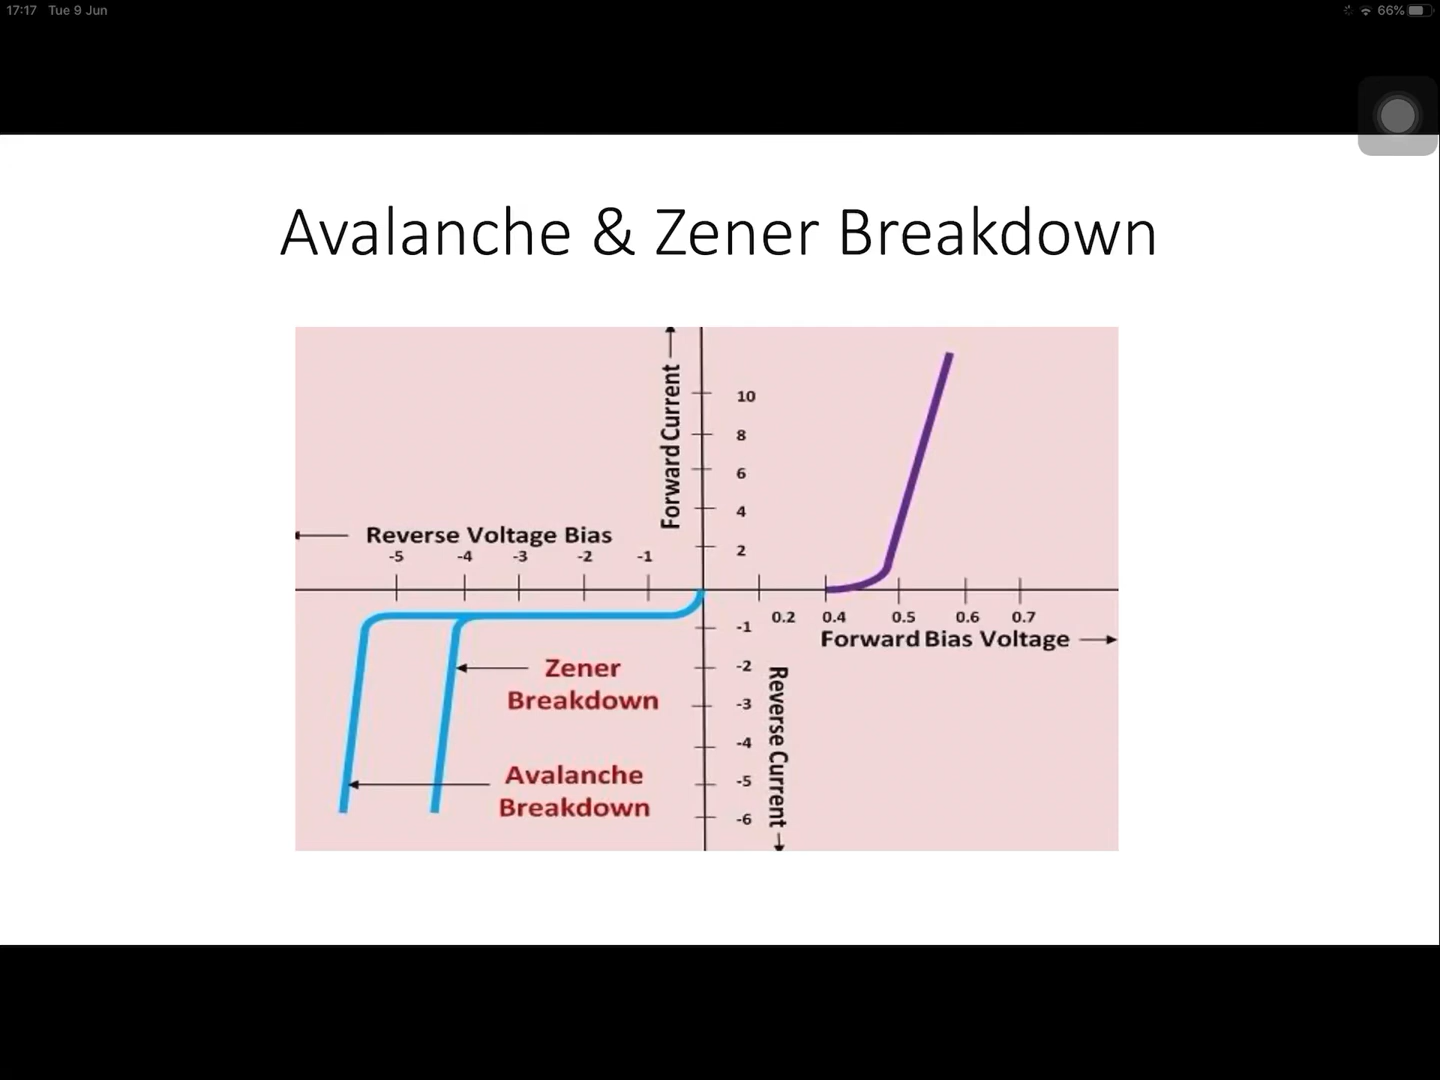 17:17 Tue 9 Jun
66%
Avalanche & Zener Breakdown
Forward Current
10
8
6
4
2
Reverse Voltage Bias
-5 -4 -3 -2 -1
0.2 0.4 0.5 0.6 0.7
Forward Bias Voltage
-1
-2
-3
-4
-5
-6
Reverse Current
Zener
Breakdown
Avalanche
Breakdown